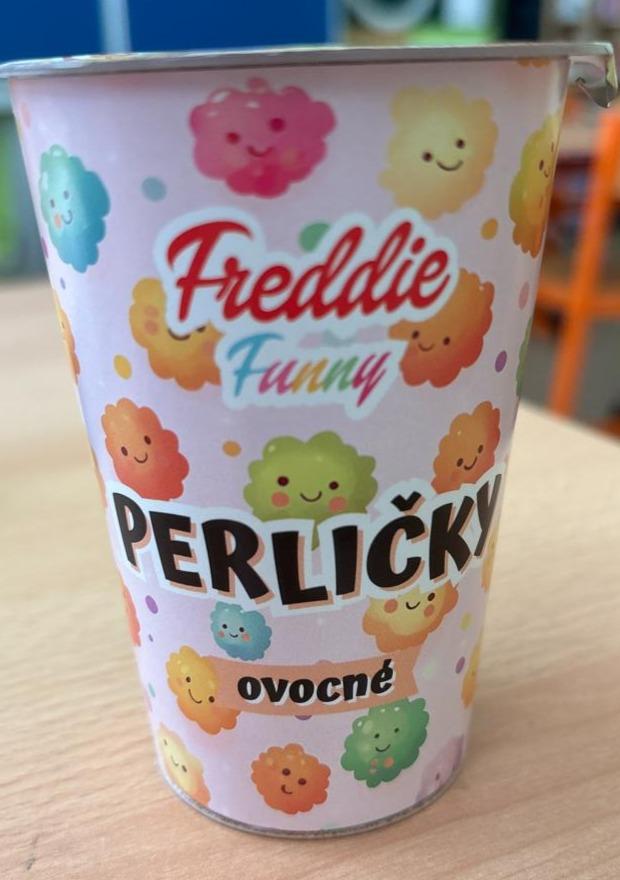 Freddie
Funny
PERLIČKY
ovocné